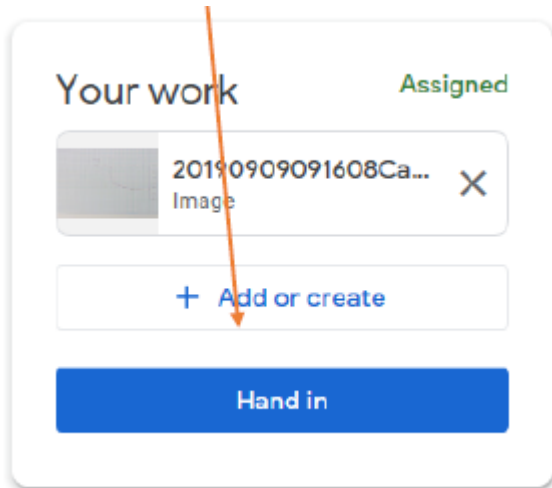 Your work
Assigned
20190909091608Ca...
Image
+ Add or create
Hand in